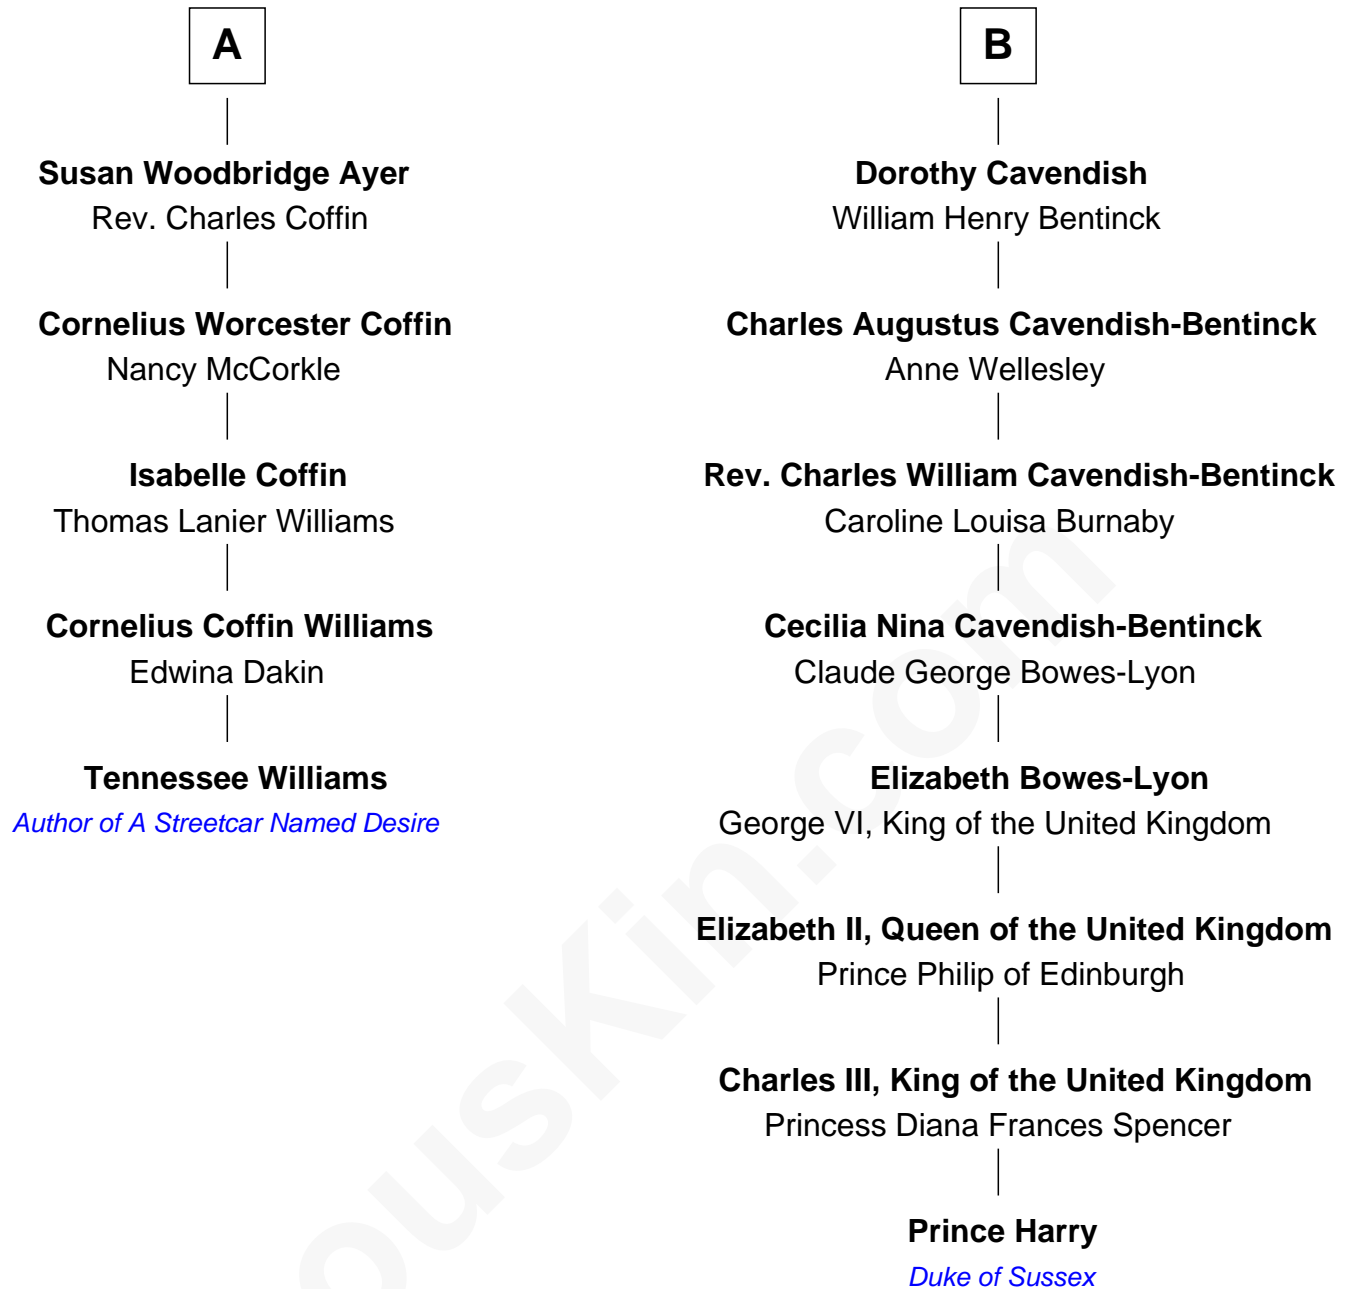 A
Susan Woodbridge Ayer
Rev. Charles Coffin
Cornelius Worcester Coffin
Nancy McCorkle
Isabelle Coffin
Thomas Lanier Williams
Cornelius Coffin Williams
Edwina Dakin
Tennessee Williams
Author of A Streetcar Named Desire
B
Dorothy Cavendish
William Henry Bentinck
Charles Augustus Cavendish-Bentinck
Anne Wellesley
Rev. Charles William Cavendish-Bentinck
Caroline Louisa Burnaby
Cecilia Nina Cavendish-Bentinck
Claude George Bowes-Lyon
Elizabeth Bowes-Lyon
George VI, King of the United Kingdom
Elizabeth II, Queen of the United Kingdom
Prince Philip of Edinburgh
Charles III, King of the United Kingdom
Princess Diana Frances Spencer
Prince Harry
Duke of Sussex
ousKin.com